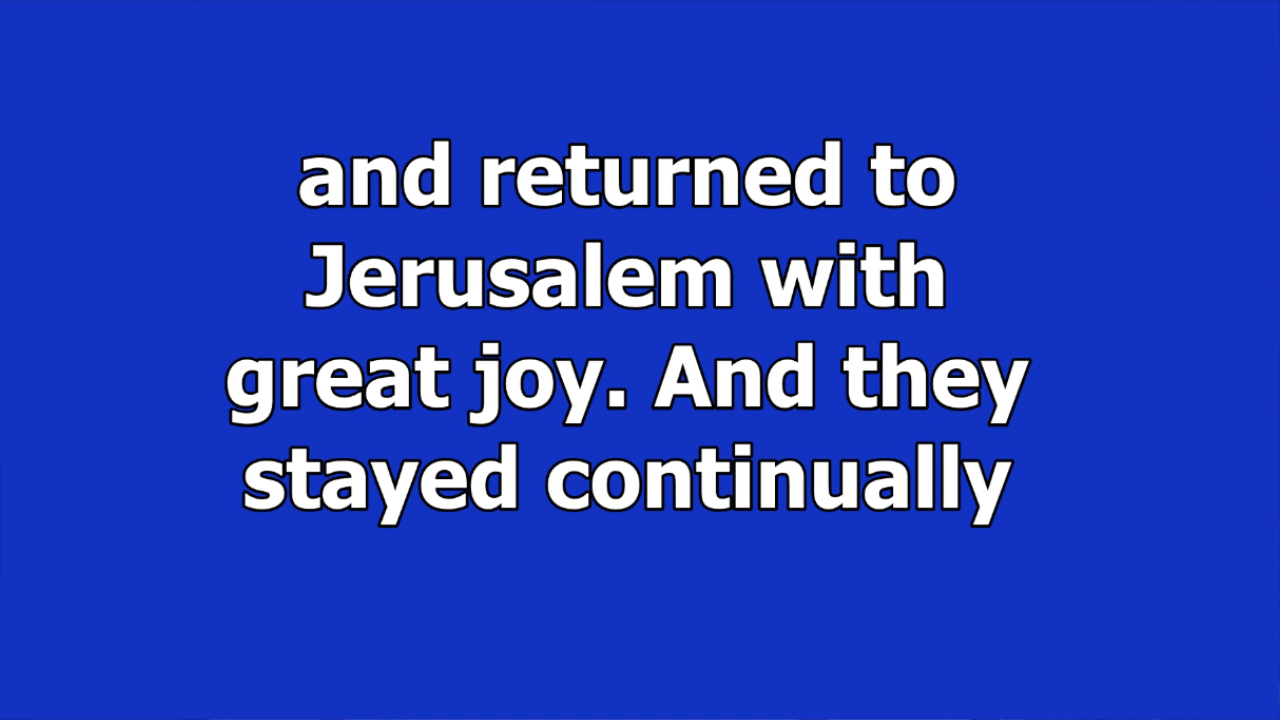 and returned to
Jerusalem with
great joy. And they
stayed continually